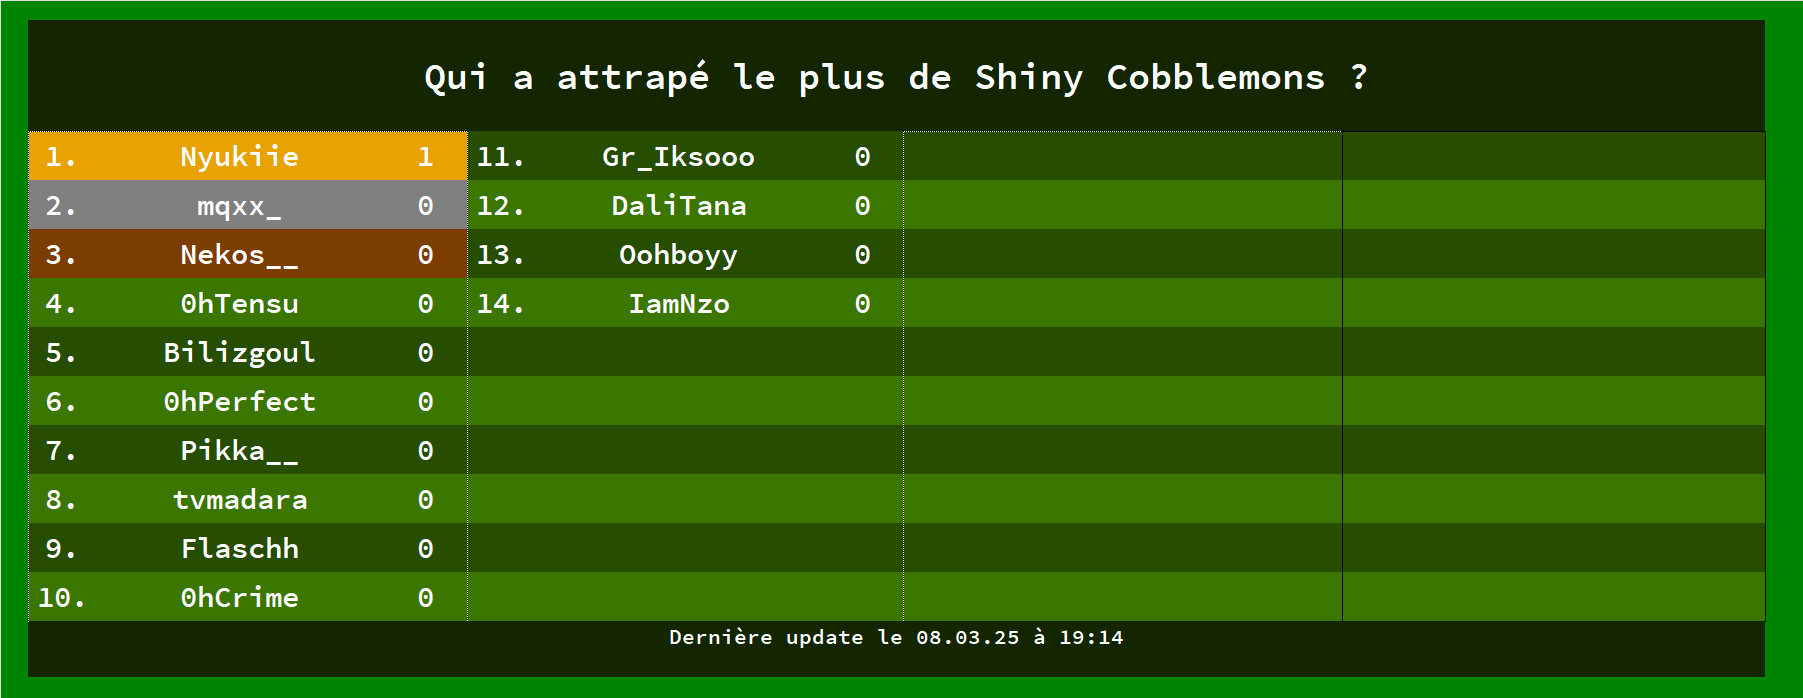 Qui a attrapé le plus de Shiny Cobblemons ?
1. Nyukiie 1
2. mqxx_ 0
3. Nekos__ 0
4. 0hTensu 0
5. Bilizgoul 0
6. 0hPerfect 0
7. Pikka__ 0
8. tvmadara 0
9. Flaschh 0
10. 0hCrime 0
11. Gr_Iksooo 0
12. DaliTana 0
13. Oohboyy 0
14. IamNzo 0
Dernière update le 08.03.25 à 19:14